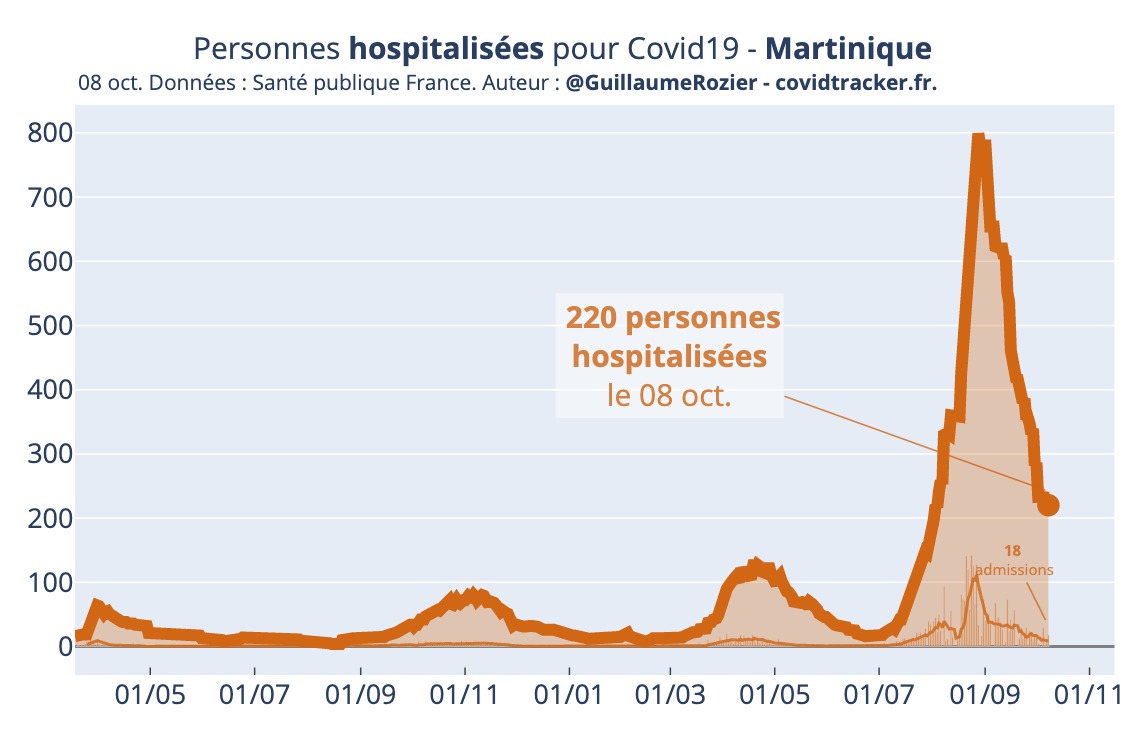 Personnes hospitalisées pour Covid19 - Martinique
08 oct. Données : Santé publique France. Auteur : @GuillaumeRozier - covidtracker.fr.
800
700
600
500
400
300
200
100
0
220 personnes
hospitalisées
le 08 oct.
18
admissions
01/05 01/07 01/09 01/11 01/01 01/03 01/05 01/07 01/09 01/11